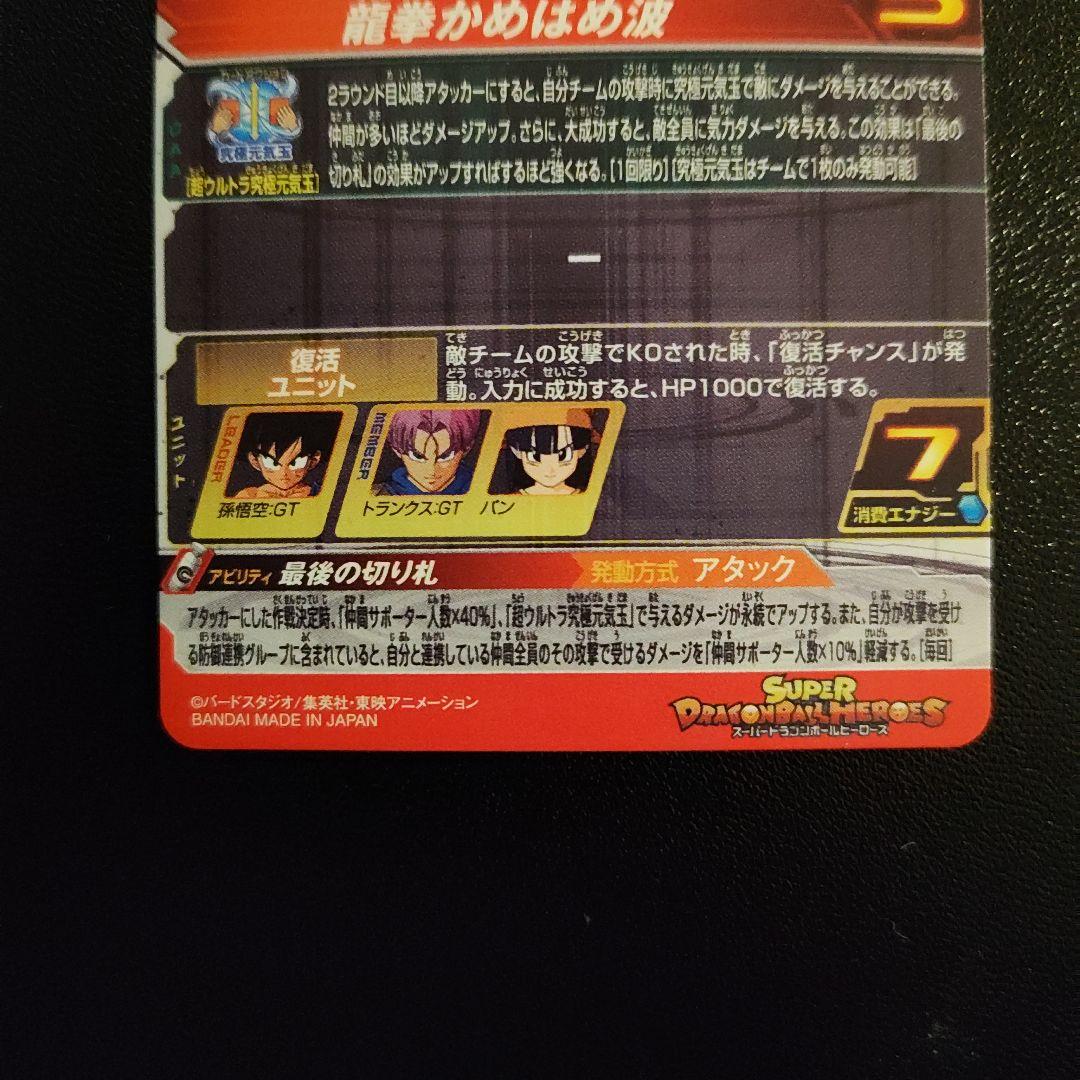 龍拳かめはめ波
2ラウンド目以降アタッカーにすると、自分チームの攻撃時に究極元気玉で敵にダメージを与えることができる。
仲間が多いほどダメージアップ。さらに、大成功すると、敵全員に気力ダメージを与える。この効果は「最後の
切り札」の効果がアップすればするほど強くなる。[1回限り][究極元気玉はチームで1枚のみ発動可能]
究極元気玉
[超ウルトラ究極元気玉]
ー
復活
ユニット
敵チームの攻撃でKOされた時、「復活チャンス」が発
動。入力に成功すると、HP1000で復活する。
ユニット
LEADER
孫悟空:GT
MEMBER
トランクス:GT
パン
7
消費エナジー
アビリティ 最後の切り札
発動方式 アタック
アタッカーにした作戦決定時、「仲間サポーター人数×40%」、「超ウルトラ究極元気玉」で与えるダメージが永続でアップする。また、自分が攻撃を受け
る防御連携グループに含まれていると、自分と連携している仲間全員のその攻撃で受けるダメージを「仲間サポーター人数×10%」軽減する。[毎回]
©バードスタジオ/集英社・東映アニメーション
BANDAI MADE IN JAPAN
SUPER
DRAGONBALL HEROES
スーパードラゴンボールヒーローズ